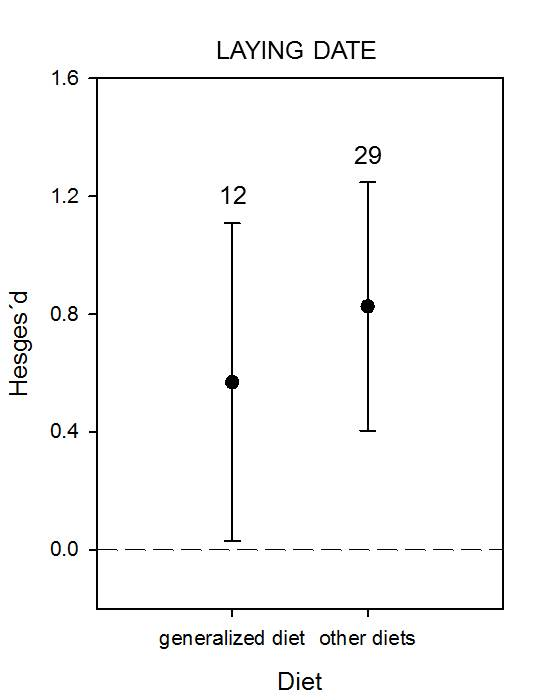 LAYING DATE
1.6
29
12
1.2
0.8
Hesges´d
0.4
0.0
generalized diet other diets
Diet